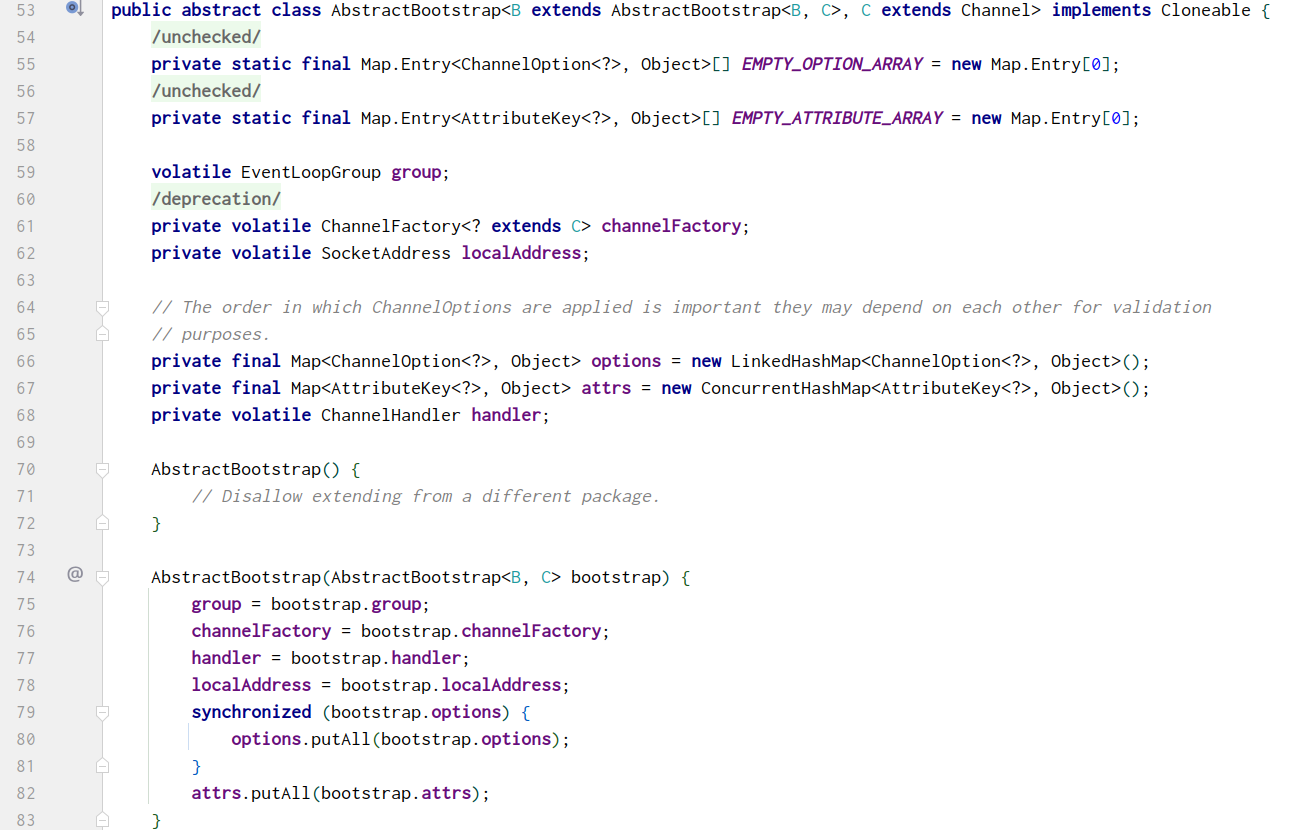 53 public abstract class AbstractBootstrap<B extends AbstractBootstrap<B, C>, C extends Channel> implements Cloneable {
54     /unchecked/
55     private static final Map.Entry<ChannelOption<?>, Object>[] EMPTY_OPTION_ARRAY = new Map.Entry[0];
56     /unchecked/
57     private static final Map.Entry<AttributeKey<?>, Object>[] EMPTY_ATTRIBUTE_ARRAY = new Map.Entry[0];
58
59     volatile EventLoopGroup group;
60     /deprecation/
61     private volatile ChannelFactory<? extends C> channelFactory;
62     private volatile SocketAddress localAddress;
63
64     // The order in which ChannelOptions are applied is important they may depend on each other for validation
65     // purposes.
66     private final Map<ChannelOption<?>, Object> options = new LinkedHashMap<ChannelOption<?>, Object>();
67     private final Map<AttributeKey<?>, Object> attrs = new ConcurrentHashMap<AttributeKey<?>, Object>();
68     private volatile ChannelHandler handler;
69
70     AbstractBootstrap() {
71         // Disallow extending from a different package.
72     }
73
74 @   AbstractBootstrap(AbstractBootstrap<B, C> bootstrap) {
75         group = bootstrap.group;
76         channelFactory = bootstrap.channelFactory;
77         handler = bootstrap.handler;
78         localAddress = bootstrap.localAddress;
79         synchronized (bootstrap.options) {
80             options.putAll(bootstrap.options);
81         }
82         attrs.putAll(bootstrap.attrs);
83     }